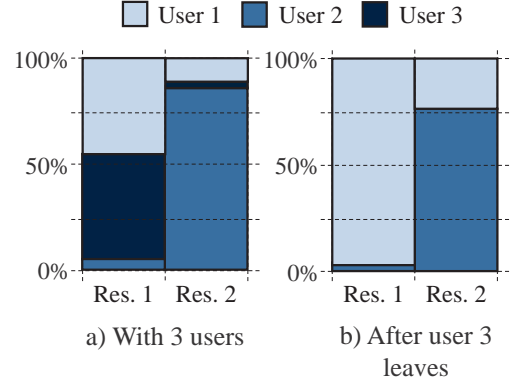 User 1 User 2 User 3
100% 100%
50% 50%
0% 0%
Res. 1 Res. 2 Res. 1 Res. 2
a) With 3 users b) After user 3
leaves